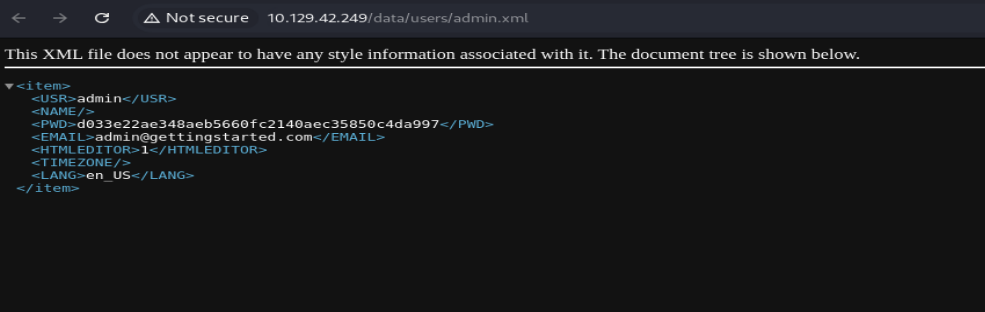 Not secure 10.129.42.249/data/users/admin.xml
This XML file does not appear to have any style information associated with it. The document tree is shown below.
▼<item>
<USR>admin</USR>
<NAME/>
<PWD>d033e22ae348aeb5660fc2140aec35850c4da997</PWD>
<EMAIL>admin@gettingstarted.com</EMAIL>
<HTMLEDITOR>1</HTMLEDITOR>
<TIMEZONE/>
<LANG>en_US</LANG>
</item>